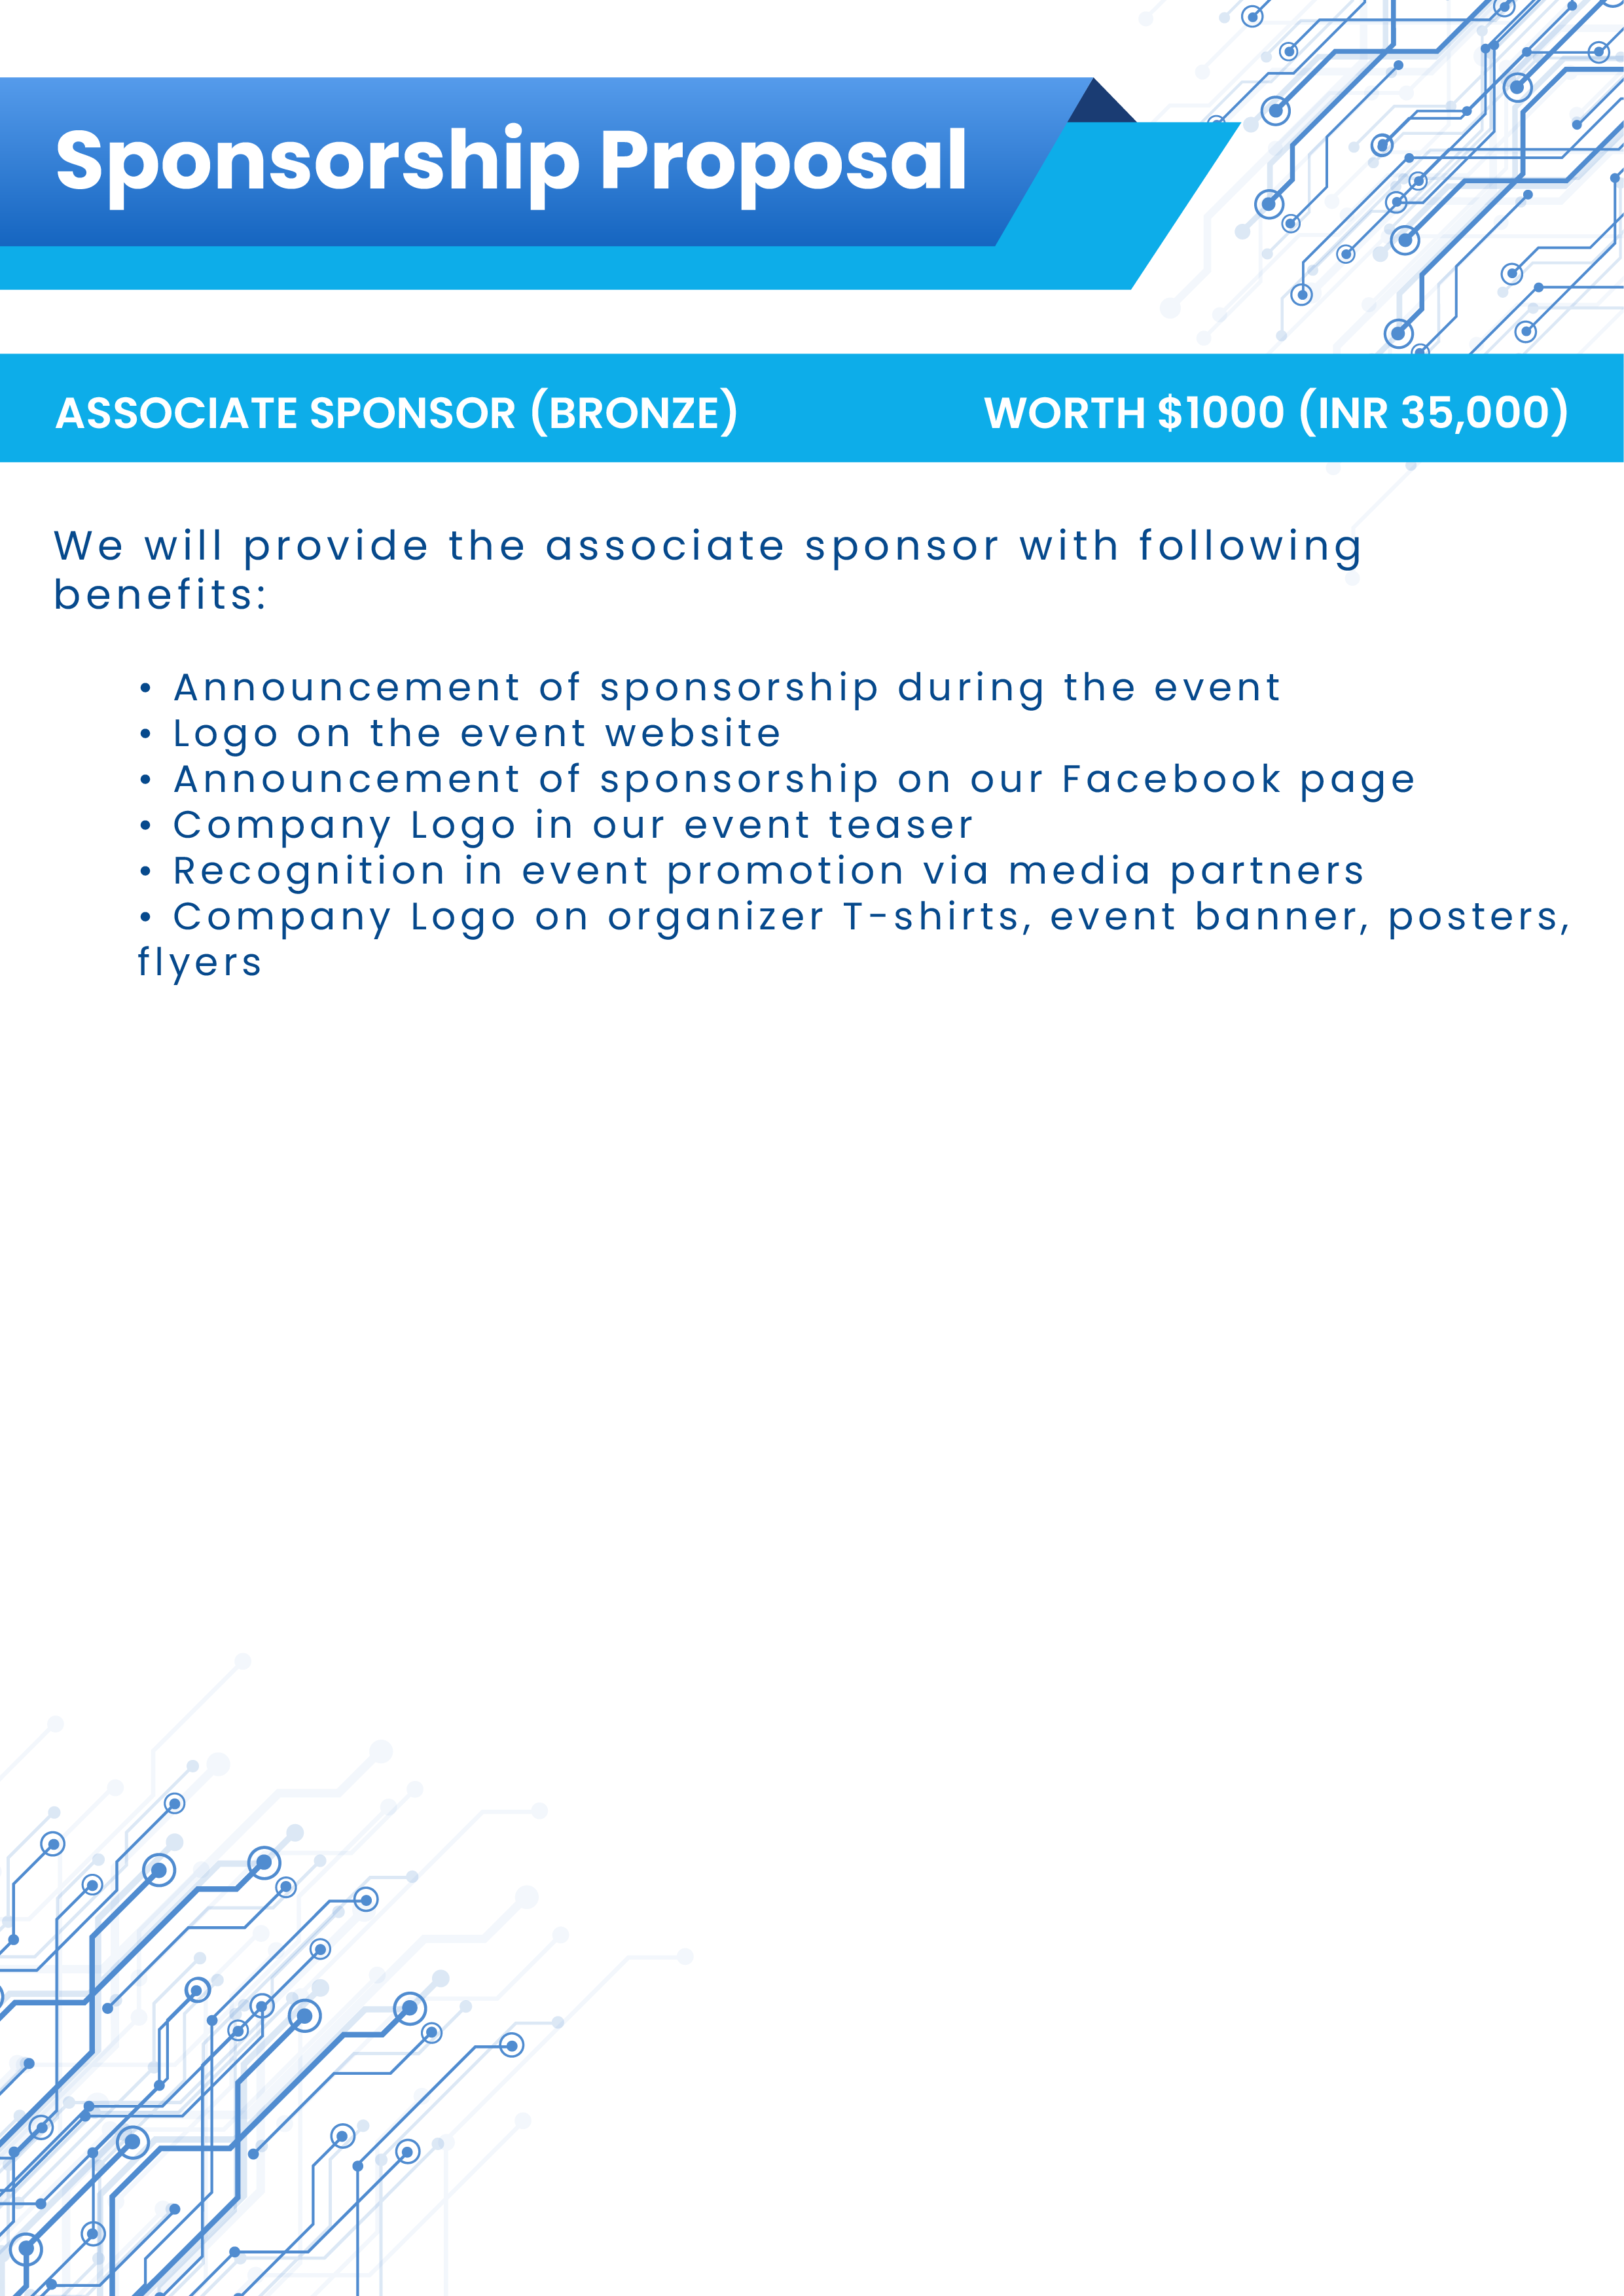 Sponsorship Proposal
ASSOCIATE SPONSOR (BRONZE) WORTH $1000 (INR 35,000)
We will provide the associate sponsor with following
benefits:
• Announcement of sponsorship during the event
• Logo on the event website
• Announcement of sponsorship on our Facebook page
• Company Logo in our event teaser
• Recognition in event promotion via media partners
• Company Logo on organizer T-shirts, event banner, posters,
flyers